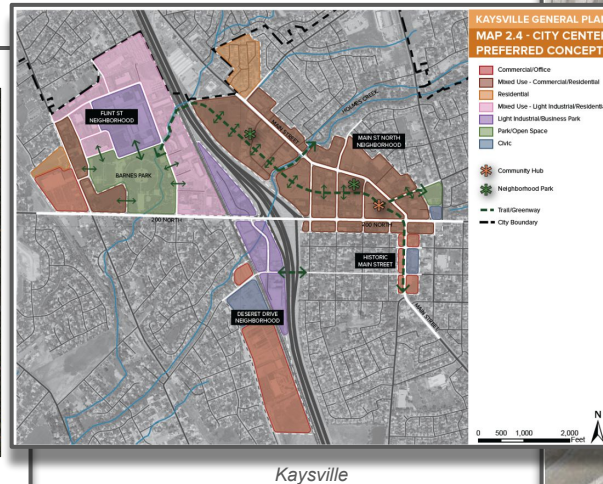 KAYSVILLE GENERAL PLAN
MAP 2.4 - CITY CENTER
PREFERRED CONCEPT
Commercial/Office
Mixed Use - Commercial/Residential
Residential
Mixed Use - Light Industrial/Residential
Light Industrial/Business Park
Park/Open Space
Civic
Community Hub
Neighborhood Park
Trail/Greenway
City Boundary
FLINT ST
NEIGHBORHOOD
HOLMES CREEK
MAIN STREET
MAIN ST NORTH
NEIGHBORHOOD
BARNES PARK
200 NORTH
HISTORIC
MAIN STREET
DESERET DRIVE
NEIGHBORHOOD
MAIN STREET
N
0 500 1,000 2,000
Feet
Kaysville